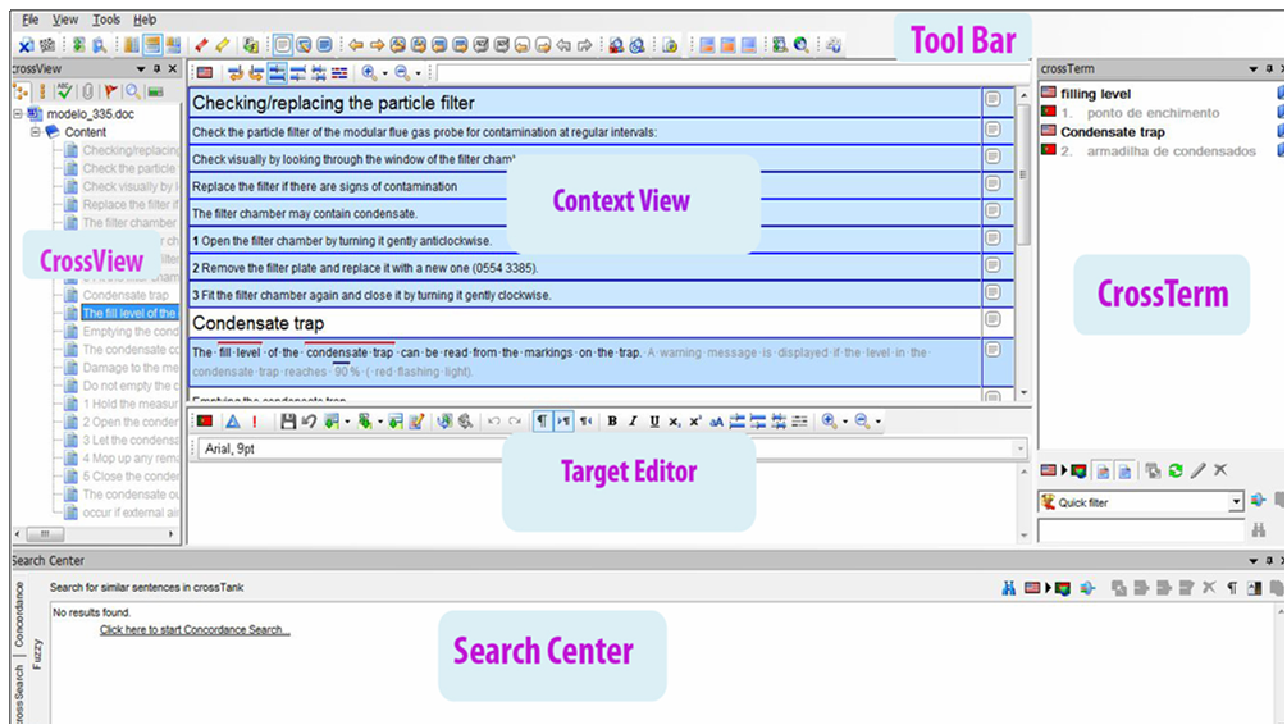 File View Tools Help
Tool Bar
crossView
modelo_335.doc
Content
Checking/replacing
Check the particle
Check visually by l
Replace the filter if
The filter chamber
Condensate trap
The fill level of the
Emptying the cond
The condensate co
Damage to the me
Do not empty the c
1 Hold the measur
2 Open the conder
3 Let the condensa
4 Mop up any rema
5 Close the conder
The condensate ou
occur if external air
CrossView
Checking/replacing the particle filter
Check the particle filter of the modular flue gas probe for contamination at regular intervals:
Check visually by looking through the window of the filter cham
Replace the filter if there are signs of contamination
The filter chamber may contain condensate.
1 Open the filter chamber by turning it gently anticlockwise.
2 Remove the filter plate and replace it with a new one (0554 3385).
3 Fit the filter chamber again and close it by turning it gently clockwise.
Condensate trap
The fill level of the condensate trap can be read from the markings on the trap. A warning message is displayed if the level in the
condensate trap reaches 90 % ( red flashing light).
Context View
Arial, 9pt
Target Editor
crossTerm
filling level
1. ponto de enchimento
Condensate trap
2. armadilha de condensados
CrossTerm
Quick filter
Search Center
Search for similar sentences in crossTank
No results found.
Click here to start Concordance Search...
Concordance
Fuzzy
Search Center